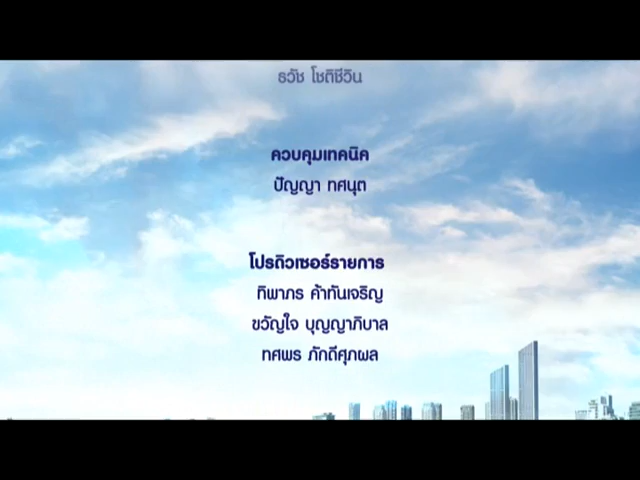 ธวัช โชติชีวิน
ควบคุมเทคนิค
ปัญญา ทศนุต
โปรดิวเซอร์รายการ
ทิพาภร ค้าทันเจริญ
ขวัญใจ บุญญาภิบาล
ทศพร ภักดีศุภผล